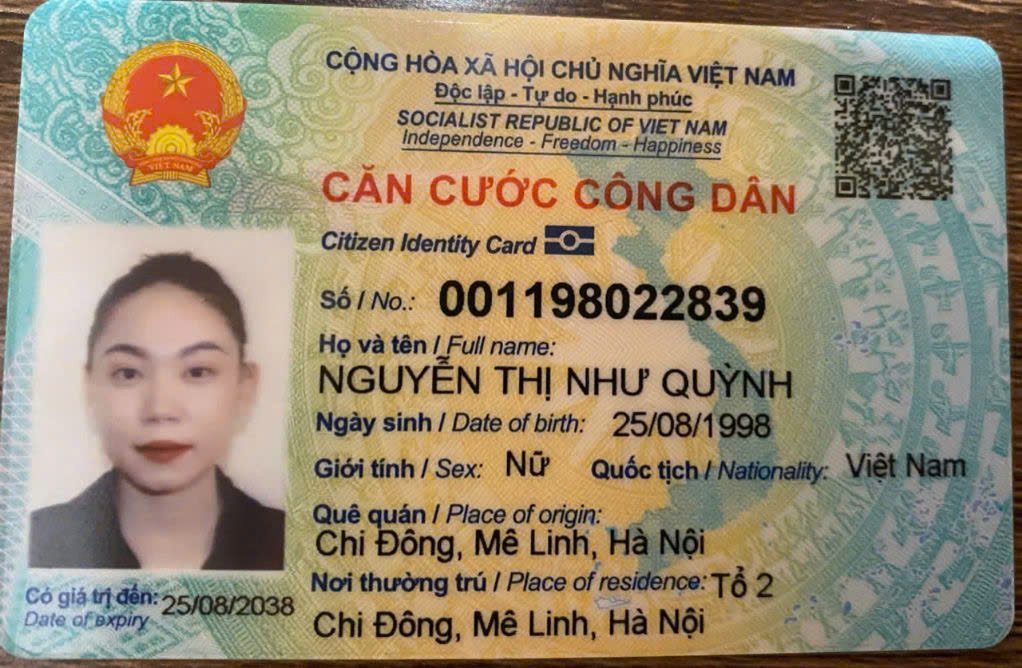 CỘNG HÒA XÃ HỘI CHỦ NGHĨA VIỆT NAM
Độc lập - Tự do - Hạnh phúc
SOCIALIST REPUBLIC OF VIET NAM
Independence - Freedom - Happiness
VIỆT NAM
CĂN CƯỚC CÔNG DÂN
Citizen Identity Card
Số / No.: 001198022839
Họ và tên / Full name:
NGUYỄN THỊ NHƯ QUỲNH
Ngày sinh / Date of birth: 25/08/1998
Giới tính / Sex: Nữ Quốc tịch / Nationality: Việt Nam
Quê quán / Place of origin:
Chi Đông, Mê Linh, Hà Nội
Nơi thường trú / Place of residence: Tổ 2
Chi Đông, Mê Linh, Hà Nội
Có giá trị đến: 25/08/2038
Date of expiry